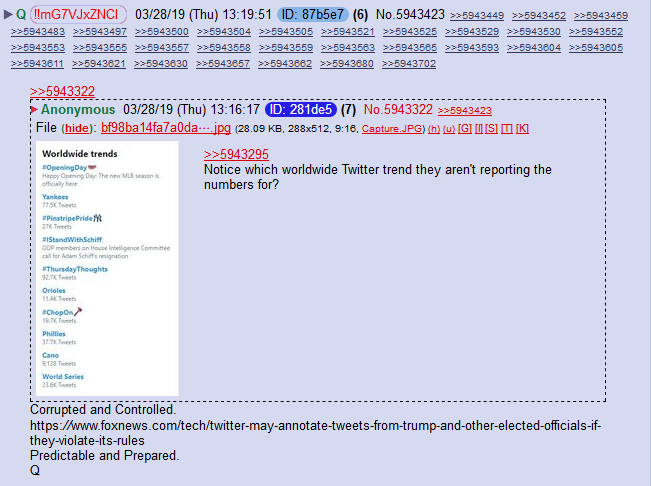 Q !!mG7VJxZNCI 03/28/19 (Thu) 13:19:51 ID: 87b5e7 (6) No.5943423 >>5943449 >>5943452 >>5943459
>>5943483 >>5943497 >>5943500 >>5943504 >>5943505 >>5943521 >>5943525 >>5943529 >>5943530 >>5943552
>>5943553 >>5943555 >>5943557 >>5943558 >>5943559 >>5943563 >>5943565 >>5943593 >>5943604 >>5943605
>>5943611 >>5943621 >>5943630 >>5943657 >>5943662 >>5943680 >>5943702
>>5943322
Anonymous 03/28/19 (Thu) 13:16:17 ID: 281de5 (7) No.5943322 >>5943423
File (hide): bf98ba14fa7a0da⋯.jpg (28.09 KB, 288x512, 9:16, Capture.JPG) (h) (u) [G] [I] [S] [T] [K]
Worldwide trends
#OpeningDay
Happy Opening Day: The new MLB season is
officially here
Yankees
77.5K Tweets
#PinstripePride
27K Tweets
#IStandWithSchiff
GOP members on House Intelligence Committee
call for Adam Schiff's resignation
#ThursdayThoughts
92.7K Tweets
Orioles
11.4K Tweets
#ChopOn
19.7K Tweets
Phillies
37.7K Tweets
Cano
9,128 Tweets
World Series
23.6K Tweets
>>5943295
Notice which worldwide Twitter trend they aren't reporting the
numbers for?
Corrupted and Controlled.
https://www.foxnews.com/tech/twitter-may-annotate-tweets-from-trump-and-other-elected-officials-if-
they-violate-its-rules
Predictable and Prepared.
Q